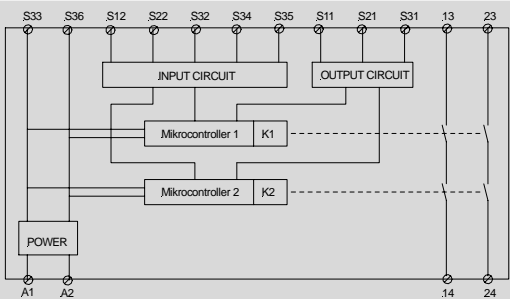 S33 S36 S12 S22 S32 S34 S35 S11 S21 S31 13 23
INPUT CIRCUIT OUTPUT CIRCUIT
Mikrocontroller 1 K1
Mikrocontroller 2 K2
POWER
A1 A2 14 24